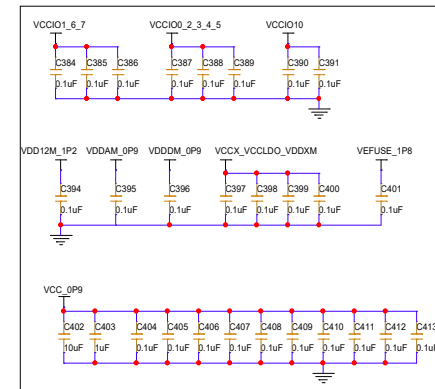 VCCIO1_6_7 VCCIO0_2_3_4_5 VCCIO10
C384 C385 C386 C387 C388 C389 C390 C391
0.1uF 0.1uF 0.1uF 0.1uF 0.1uF 0.1uF 0.1uF 0.1uF
VDD12M_1P2 VDDAM_0P9 VDDDM_0P9 VCCX_VCCLDO_VDDXM VEFUSE_1P8
C394 C395 C396 C397 C398 C399 C400 C401
0.1uF 0.1uF 0.1uF 0.1uF 0.1uF 0.1uF 0.1uF 0.1uF
VCC_0P9
C402 C403 C404 C405 C406 C407 C408 C409 C410 C411 C412 C413
10uF 1uF 0.1uF 0.1uF 0.1uF 0.1uF 0.1uF 0.1uF 0.1uF 0.1uF 0.1uF 0.1u